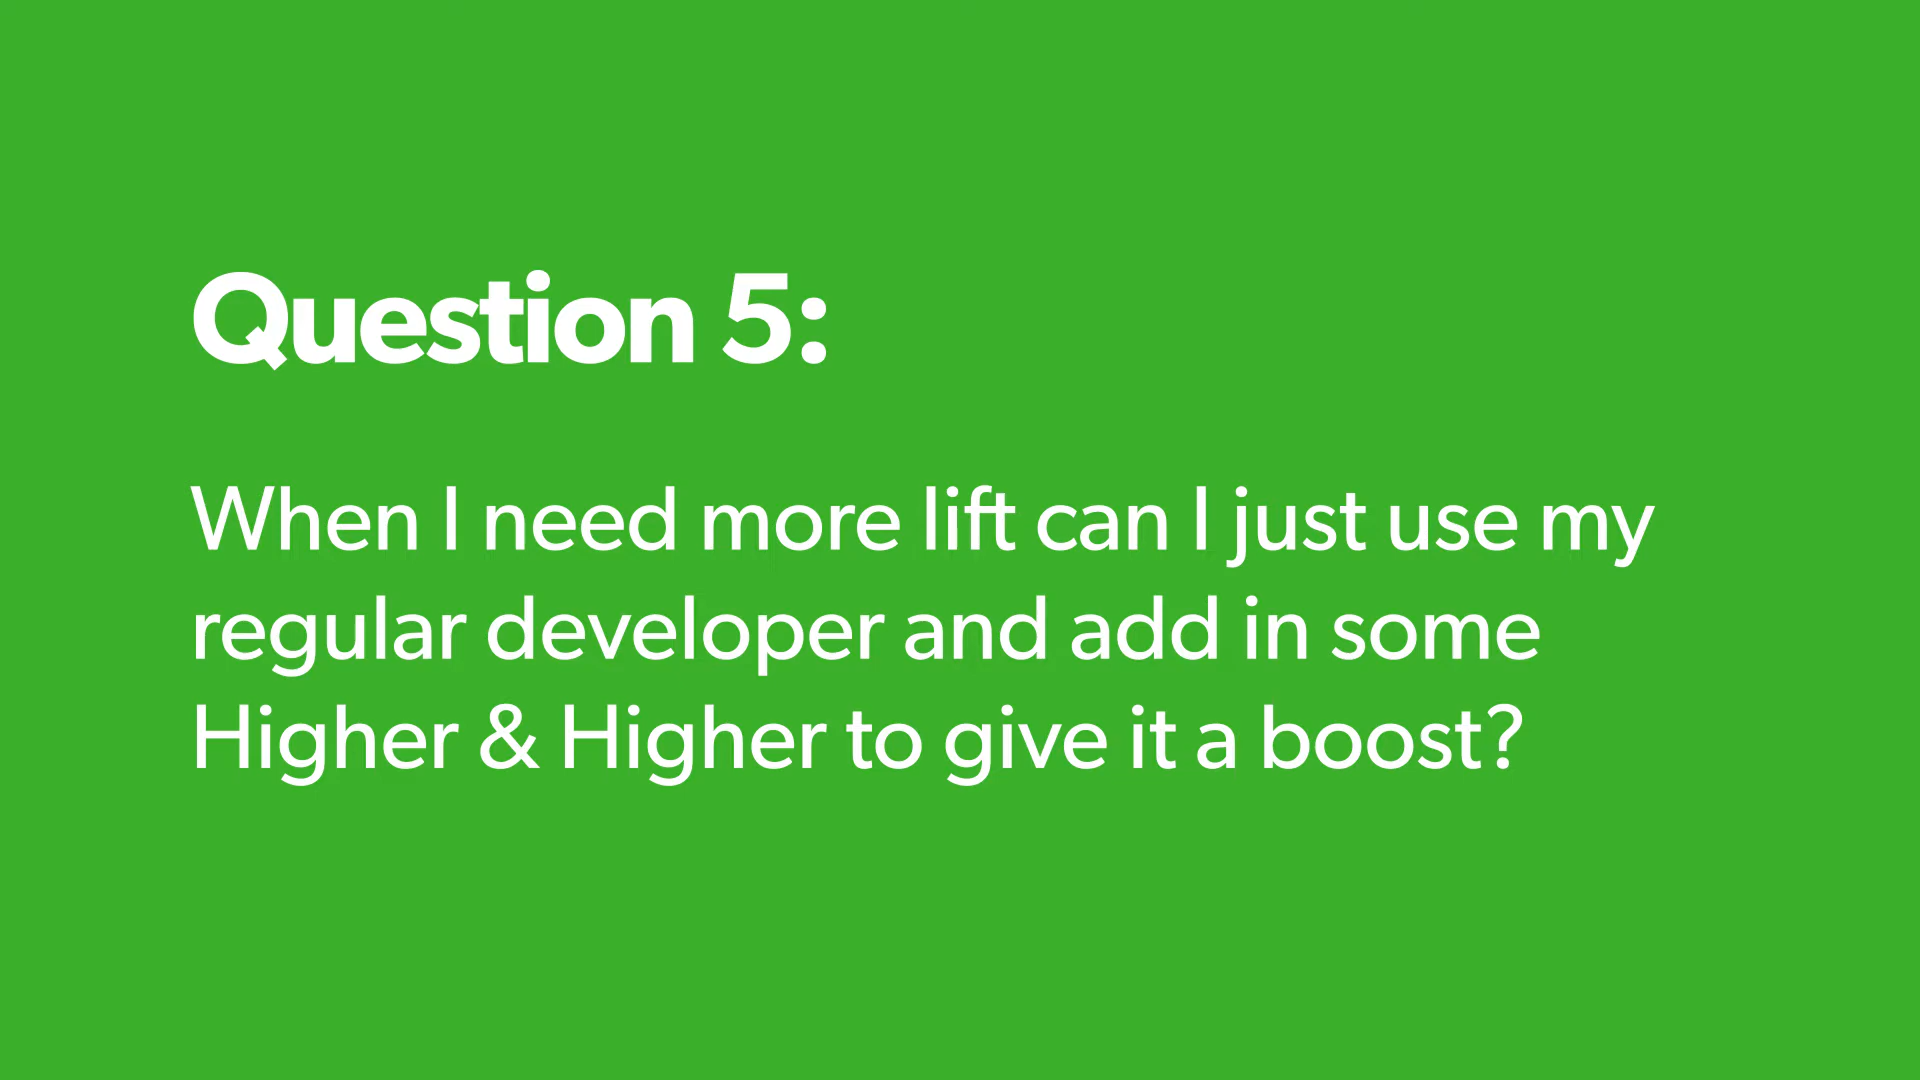 Question 5:
When I need more lift can I just use my
regular developer and add in some
Higher & Higher to give it a boost?